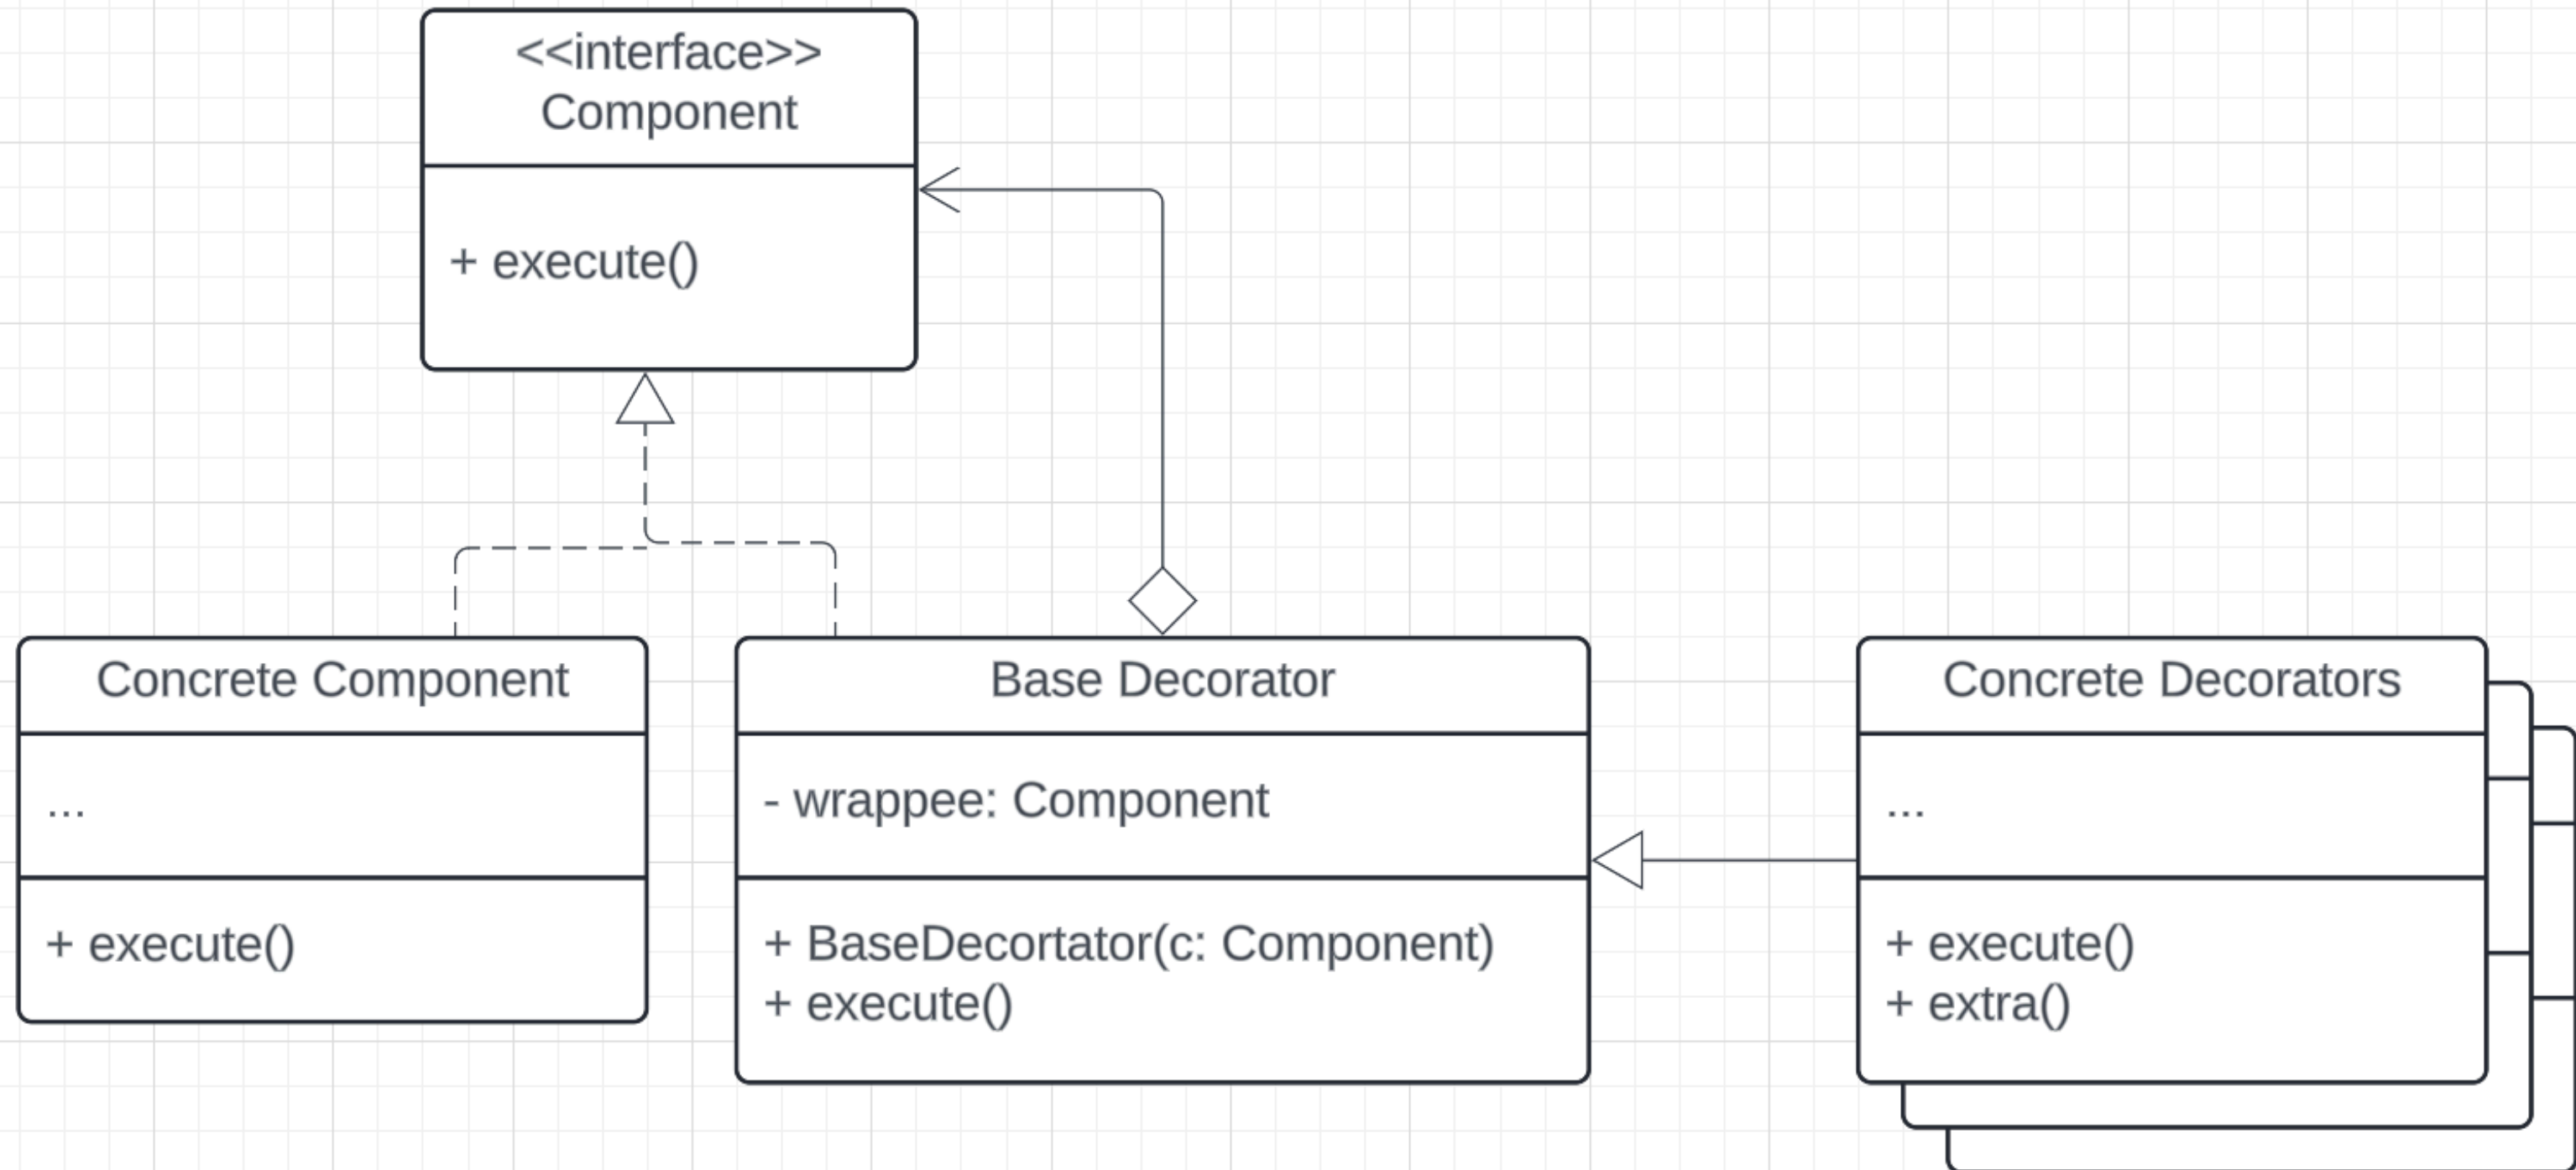 <<interface>>
Component
+ execute()
Concrete Component
...
+ execute()
Base Decorator
- wrappee: Component
+ BaseDecortator(c: Component)
+ execute()
Concrete Decorators
...
+ execute()
+ extra()